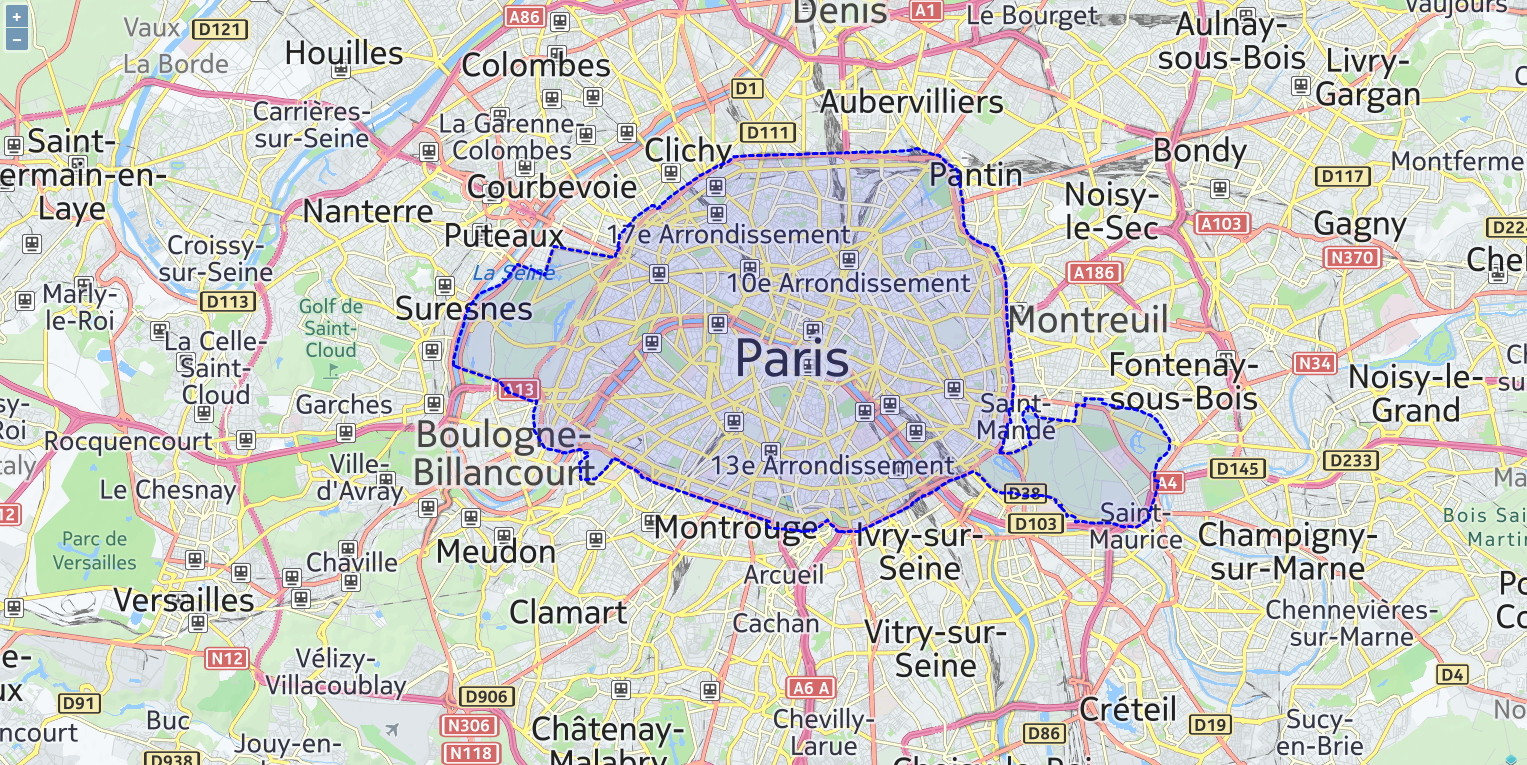 +
−
Vaux
D121
La Borde
Houilles
A86
Colombes
Denis
A1
Le Bourget
Aulnay-
sous-Bois
Vaujours
Livry-
Gargan
Carrières-
sur-Seine
La Garenne-
Colombes
D1
Aubervilliers
D111
Clichy
Saint-
ermain-en-
Laye
Bondy
Montferme
Courbevoie
Pantin
D117
Nanterre
Noisy-
le-Sec
A103
Gagny
D22
Puteaux
17e Arrondissement
Croissy-
sur-Seine
La Seine
N370
Chel
A186
10e Arrondissement
Marly-
le-Roi
D113
Golf de
Saint-
Cloud
Suresnes
Montreuil
La Celle-
Saint-
Cloud
Paris
Fontenay-
sous-Bois
N34
Noisy-le-
Grand
A13
Garches
Saint-
Mandé
sy-
Roi
Rocquencourt
Boulogne-
Billancourt
13e Arrondissement
D145
D233
Ville-
d'Avray
A4
Le Chesnay
12
D38
D103
Saint-
Maurice
Montrouge
Ivry-sur-
Seine
Champigny-
sur-Marne
Bois Sai
Martin
Parc de
Versailles
Chaville
Meudon
Arcueil
Versailles
Clamart
Cachan
Vitry-sur-
Seine
Chennevières-
sur-Marne
N12
Vélizy-
Villacoublay
D91
D906
A6 A
D4
Buc
N306
N118
Châtenay-
Malabry
Chevilly-
Larue
Créteil
D19
D86
Sucy-
en-Brie
ncourt
Jouy-en-
D938